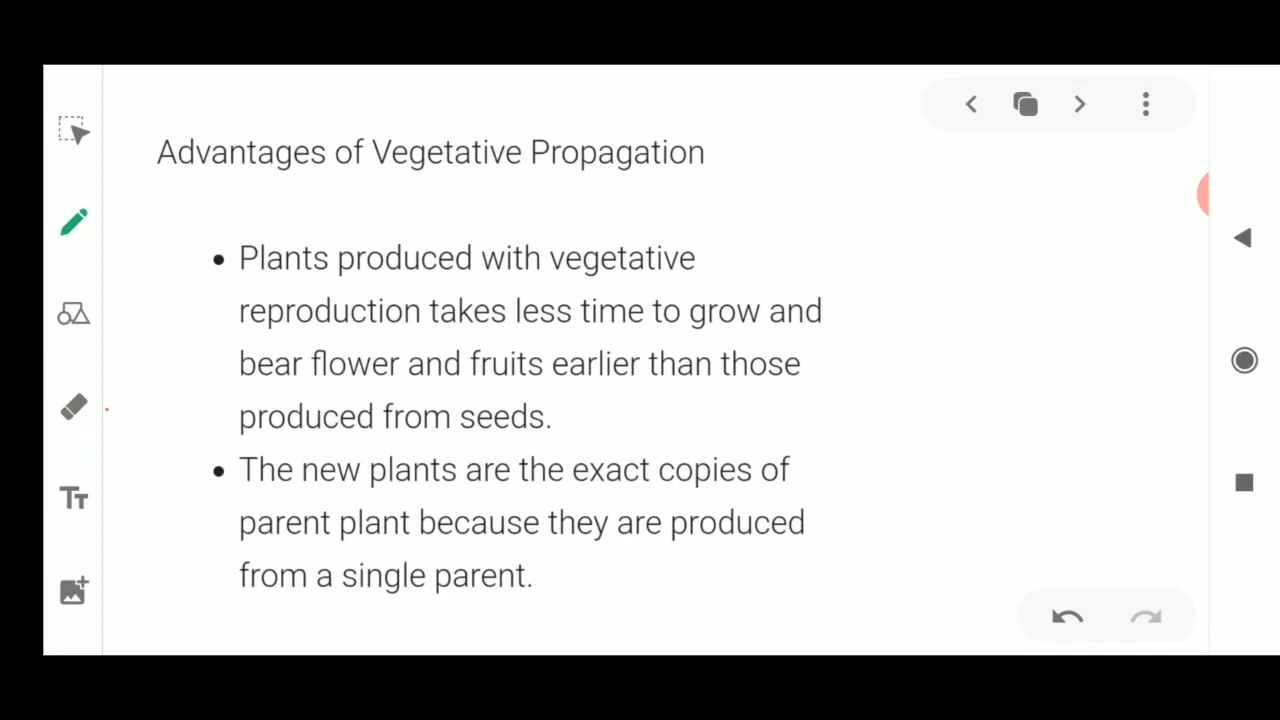 Advantages of Vegetative Propagation
• Plants produced with vegetative
reproduction takes less time to grow and
bear flower and fruits earlier than those
produced from seeds.
• The new plants are the exact copies of
parent plant because they are produced
from a single parent.